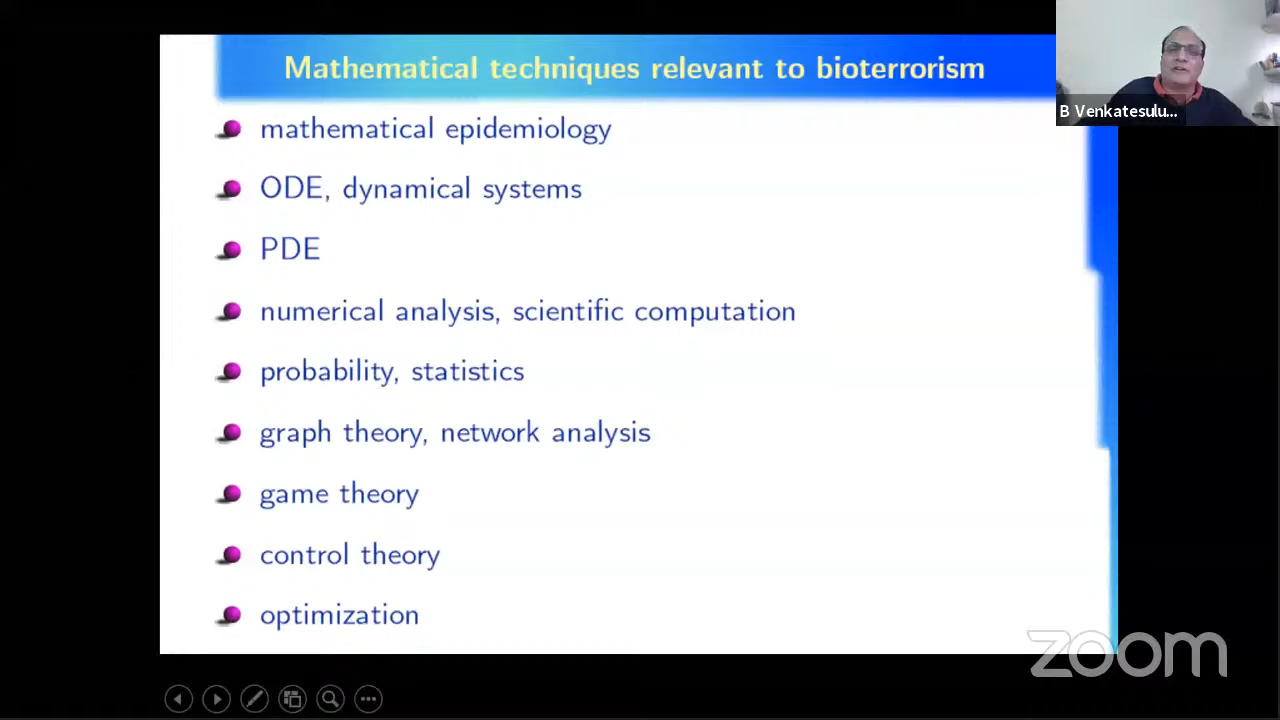 Mathematical techniques relevant to bioterrorism
B Venkatesulu...
mathematical epidemiology
ODE, dynamical systems
PDE
numerical analysis, scientific computation
probability, statistics
graph theory, network analysis
game theory
control theory
optimization
zoom